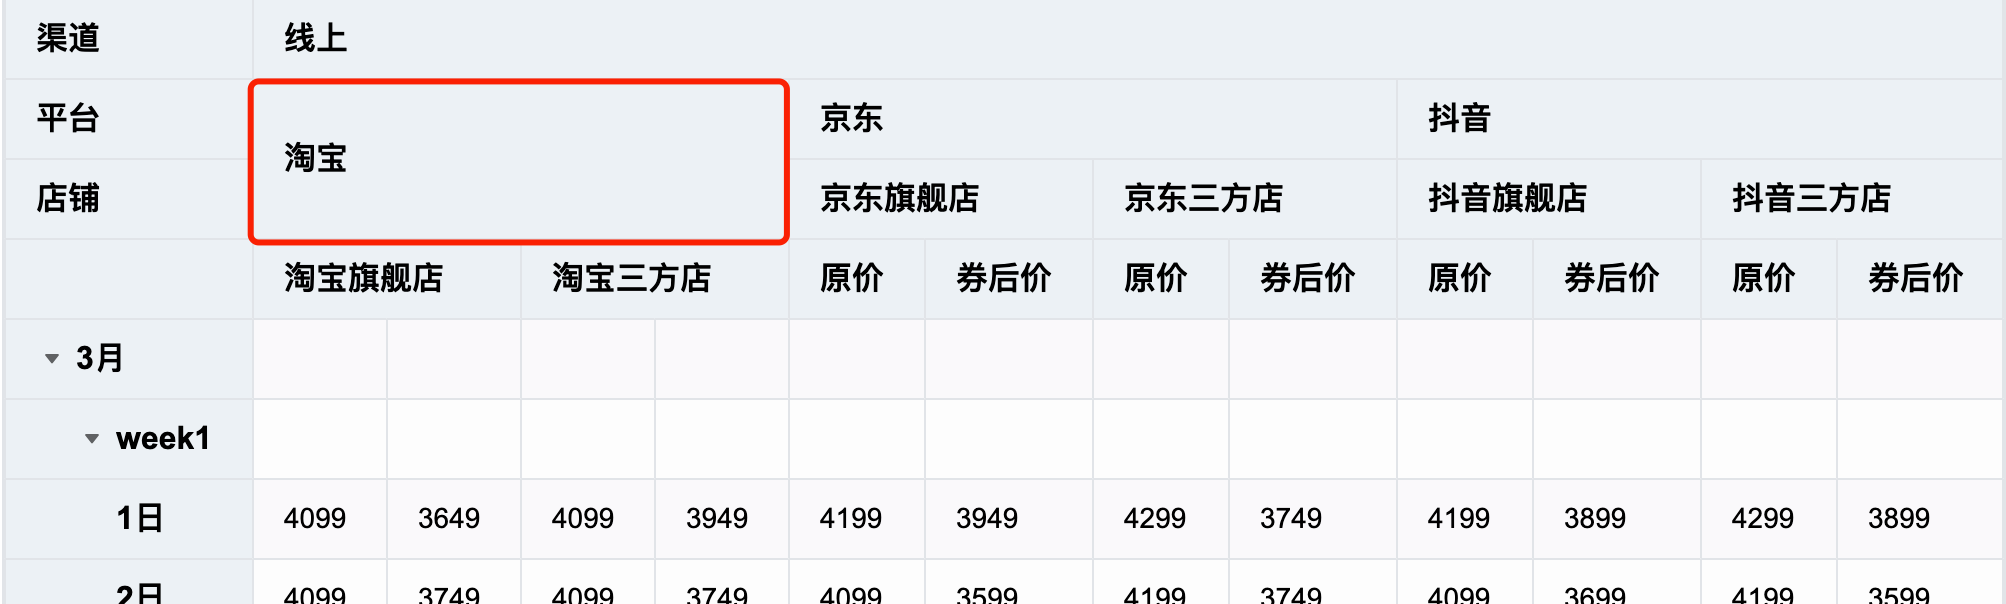 渠道 线上
平台 淘宝 京东 抖音
店铺 京东旗舰店 京东三方店 抖音旗舰店 抖音三方店
淘宝旗舰店 淘宝三方店 原价 券后价 原价 券后价 原价 券后价 原价 券后价
3月
week1
1日 4099 3649 4099 3949 4199 3949 4299 3749 4199 3899 4299 3899
2日 4099 3749 4099 3749 4099 3599 4199 3749 4099 3699 4199 3599